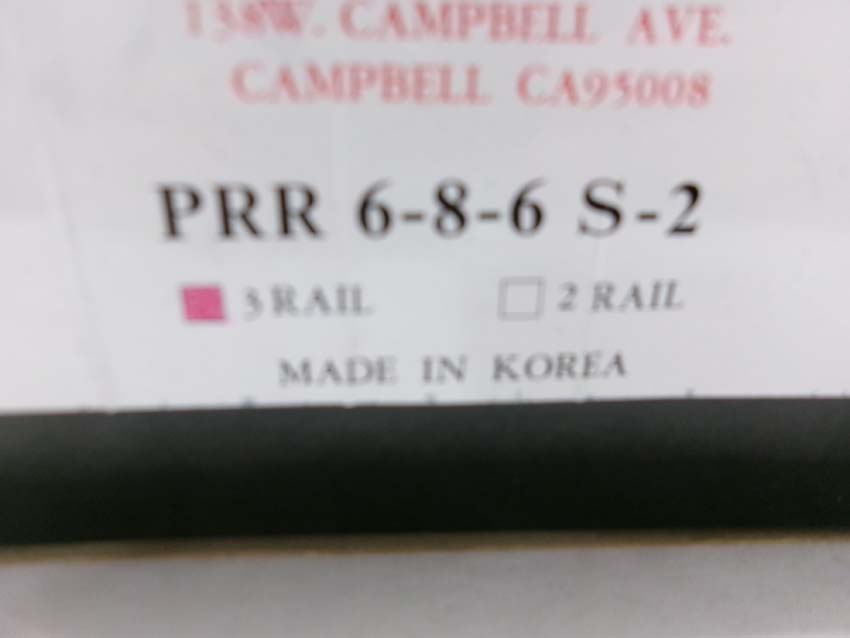 138W. CAMPBELL AVE.
CAMPBELL CA95008
PRR 6-8-6 S-2
3 RAIL 2 RAIL
MADE IN KOREA